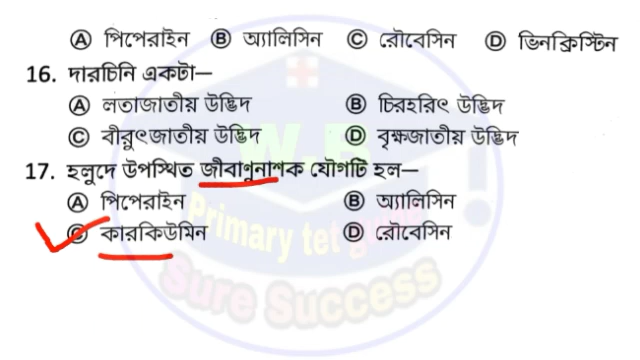 Ⓐ পিপেরাইন Ⓑ অ্যালিসিন Ⓒ রৌবেসিন Ⓓ ভিনক্রিস্টিন
16. দারচিনি একটা—
Ⓐ লতাজাতীয় উদ্ভিদ Ⓑ চিরহরিৎ উদ্ভিদ
Ⓒ বীরুৎজাতীয় উদ্ভিদ Ⓓ বৃক্ষজাতীয় উদ্ভিদ
17. হলুদে উপস্থিত জীবাণুনাশক যৌগটি হল—
Ⓐ পিপেরাইন Ⓑ অ্যালিসিন
Ⓒ কারকিউমিন Ⓓ রৌবেসিন
W.B
Primary tet
Sure Success